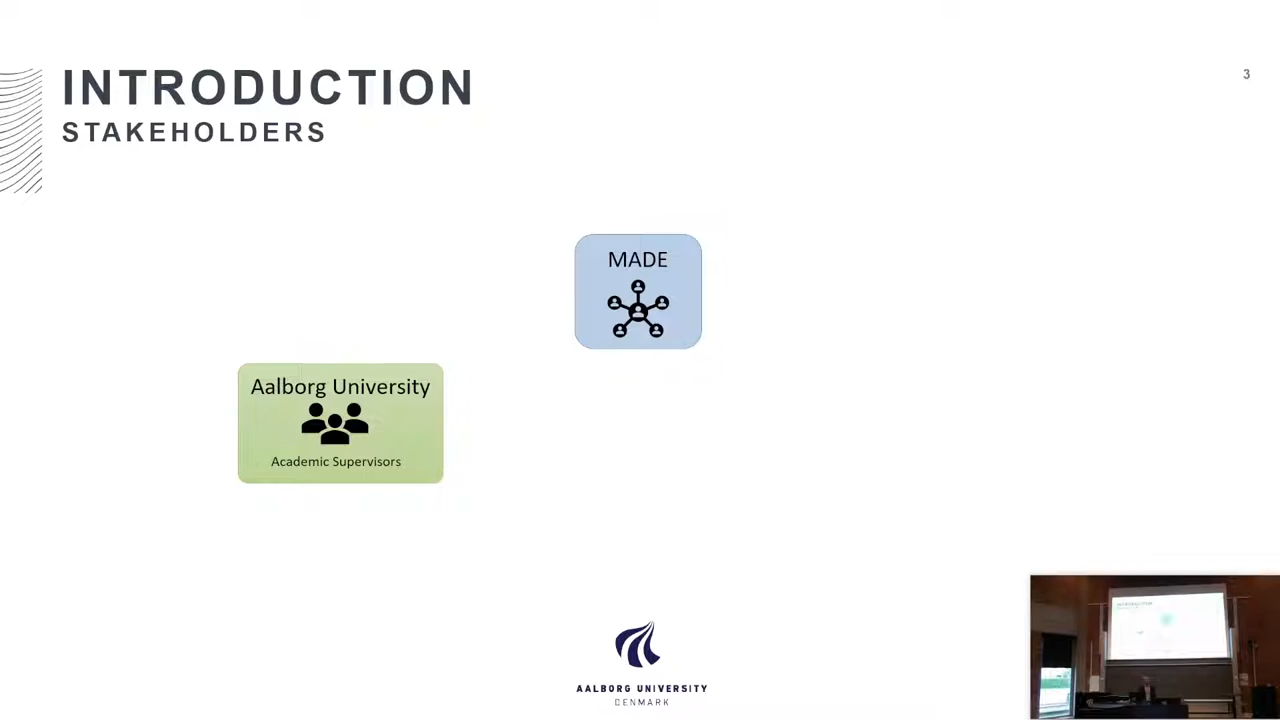 INTRODUCTION
STAKEHOLDERS
3
MADE
Aalborg University
Academic Supervisors
AALBORG UNIVERSITY
DENMARK